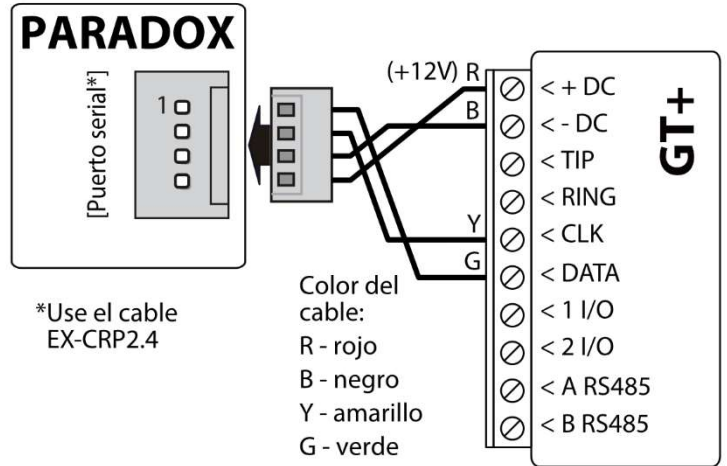 PARADOX
[Puerto serial*]
1
*Use el cable
EX-CRP2.4
(+12V) R
B
Y
G
Color del
cable:
R - rojo
B - negro
Y - amarillo
G - verde
< + DC
< - DC
< TIP
< RING
< CLK
< DATA
< 1 I/O
< 2 I/O
< A RS485
< B RS485
GT+